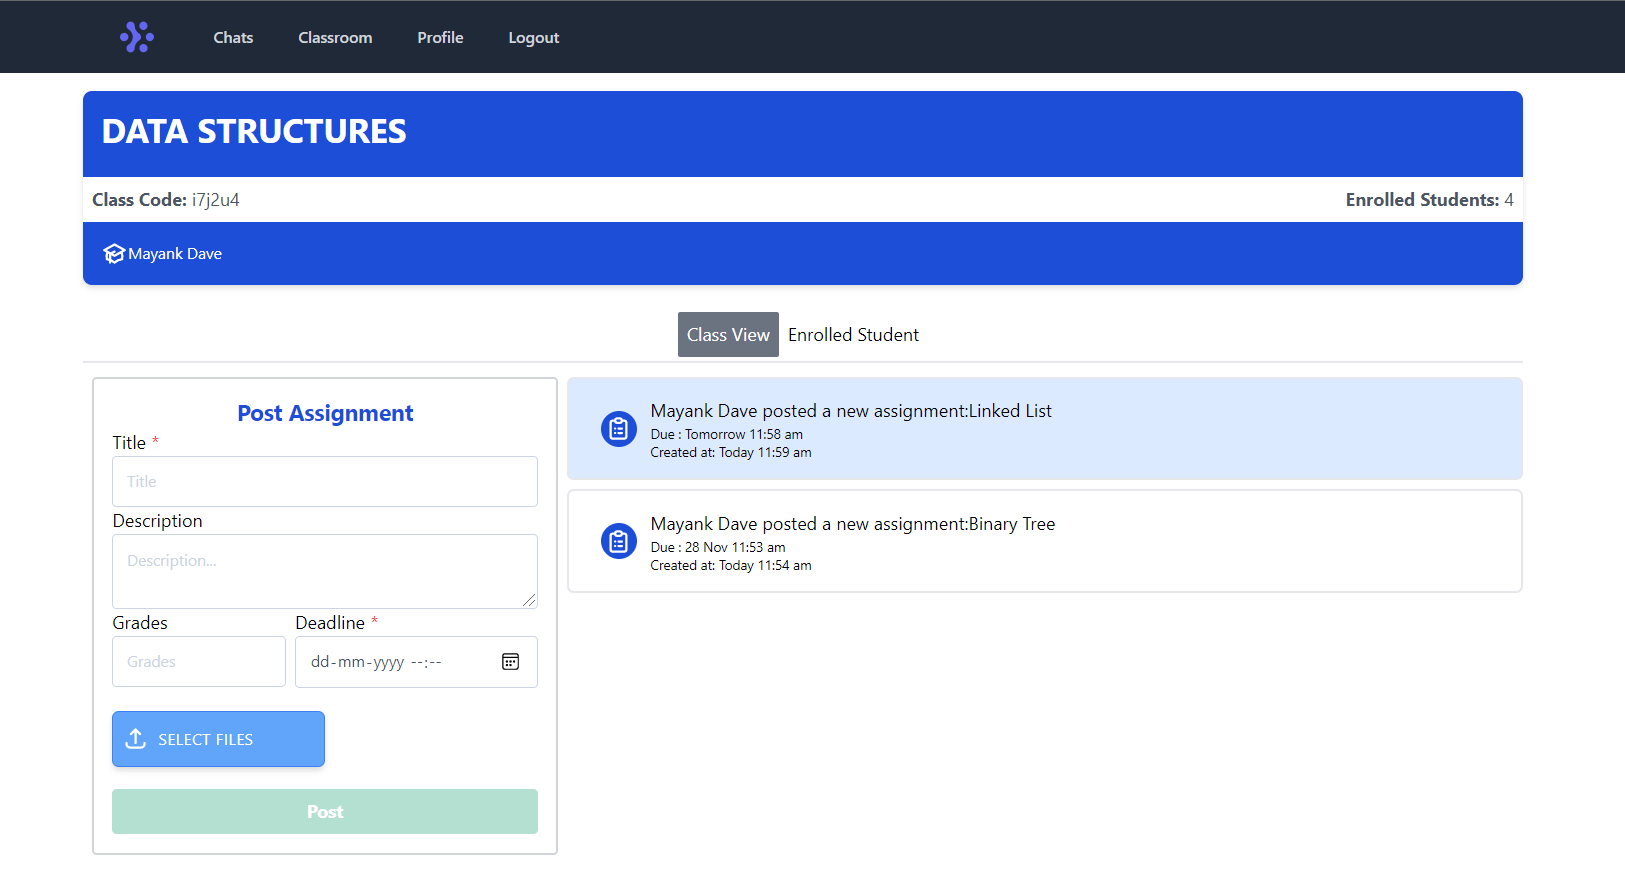 Chats Classroom Profile Logout
DATA STRUCTURES
Class Code: i7j2u4 Enrolled Students: 4
Mayank Dave
Class View Enrolled Student
Post Assignment
Title *
Title
Description
Description...
Grades Deadline *
Grades dd-mm-yyyy --:--
SELECT FILES
Post
Mayank Dave posted a new assignment:Linked List
Due : Tomorrow 11:58 am
Created at: Today 11:59 am
Mayank Dave posted a new assignment:Binary Tree
Due : 28 Nov 11:53 am
Created at: Today 11:54 am